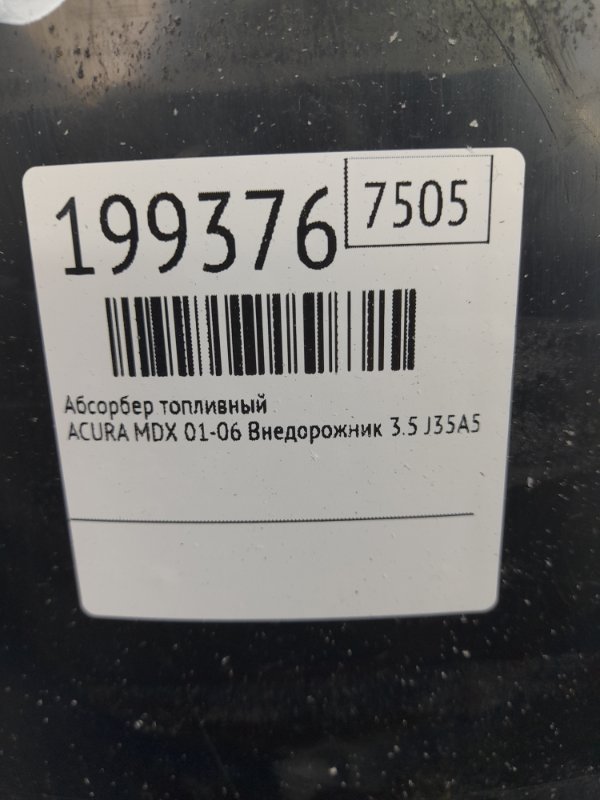 199376
7505
Абсорбер топливный
ACURA MDX 01-06 Внедорожник 3.5 J35A5